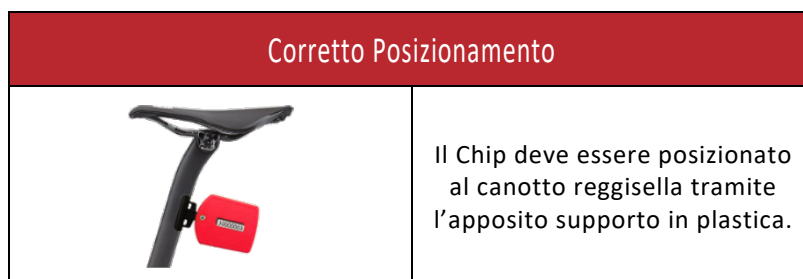 Corretto Posizionamento
Il Chip deve essere posizionato
al canotto reggisella tramite
l’apposito supporto in plastica.